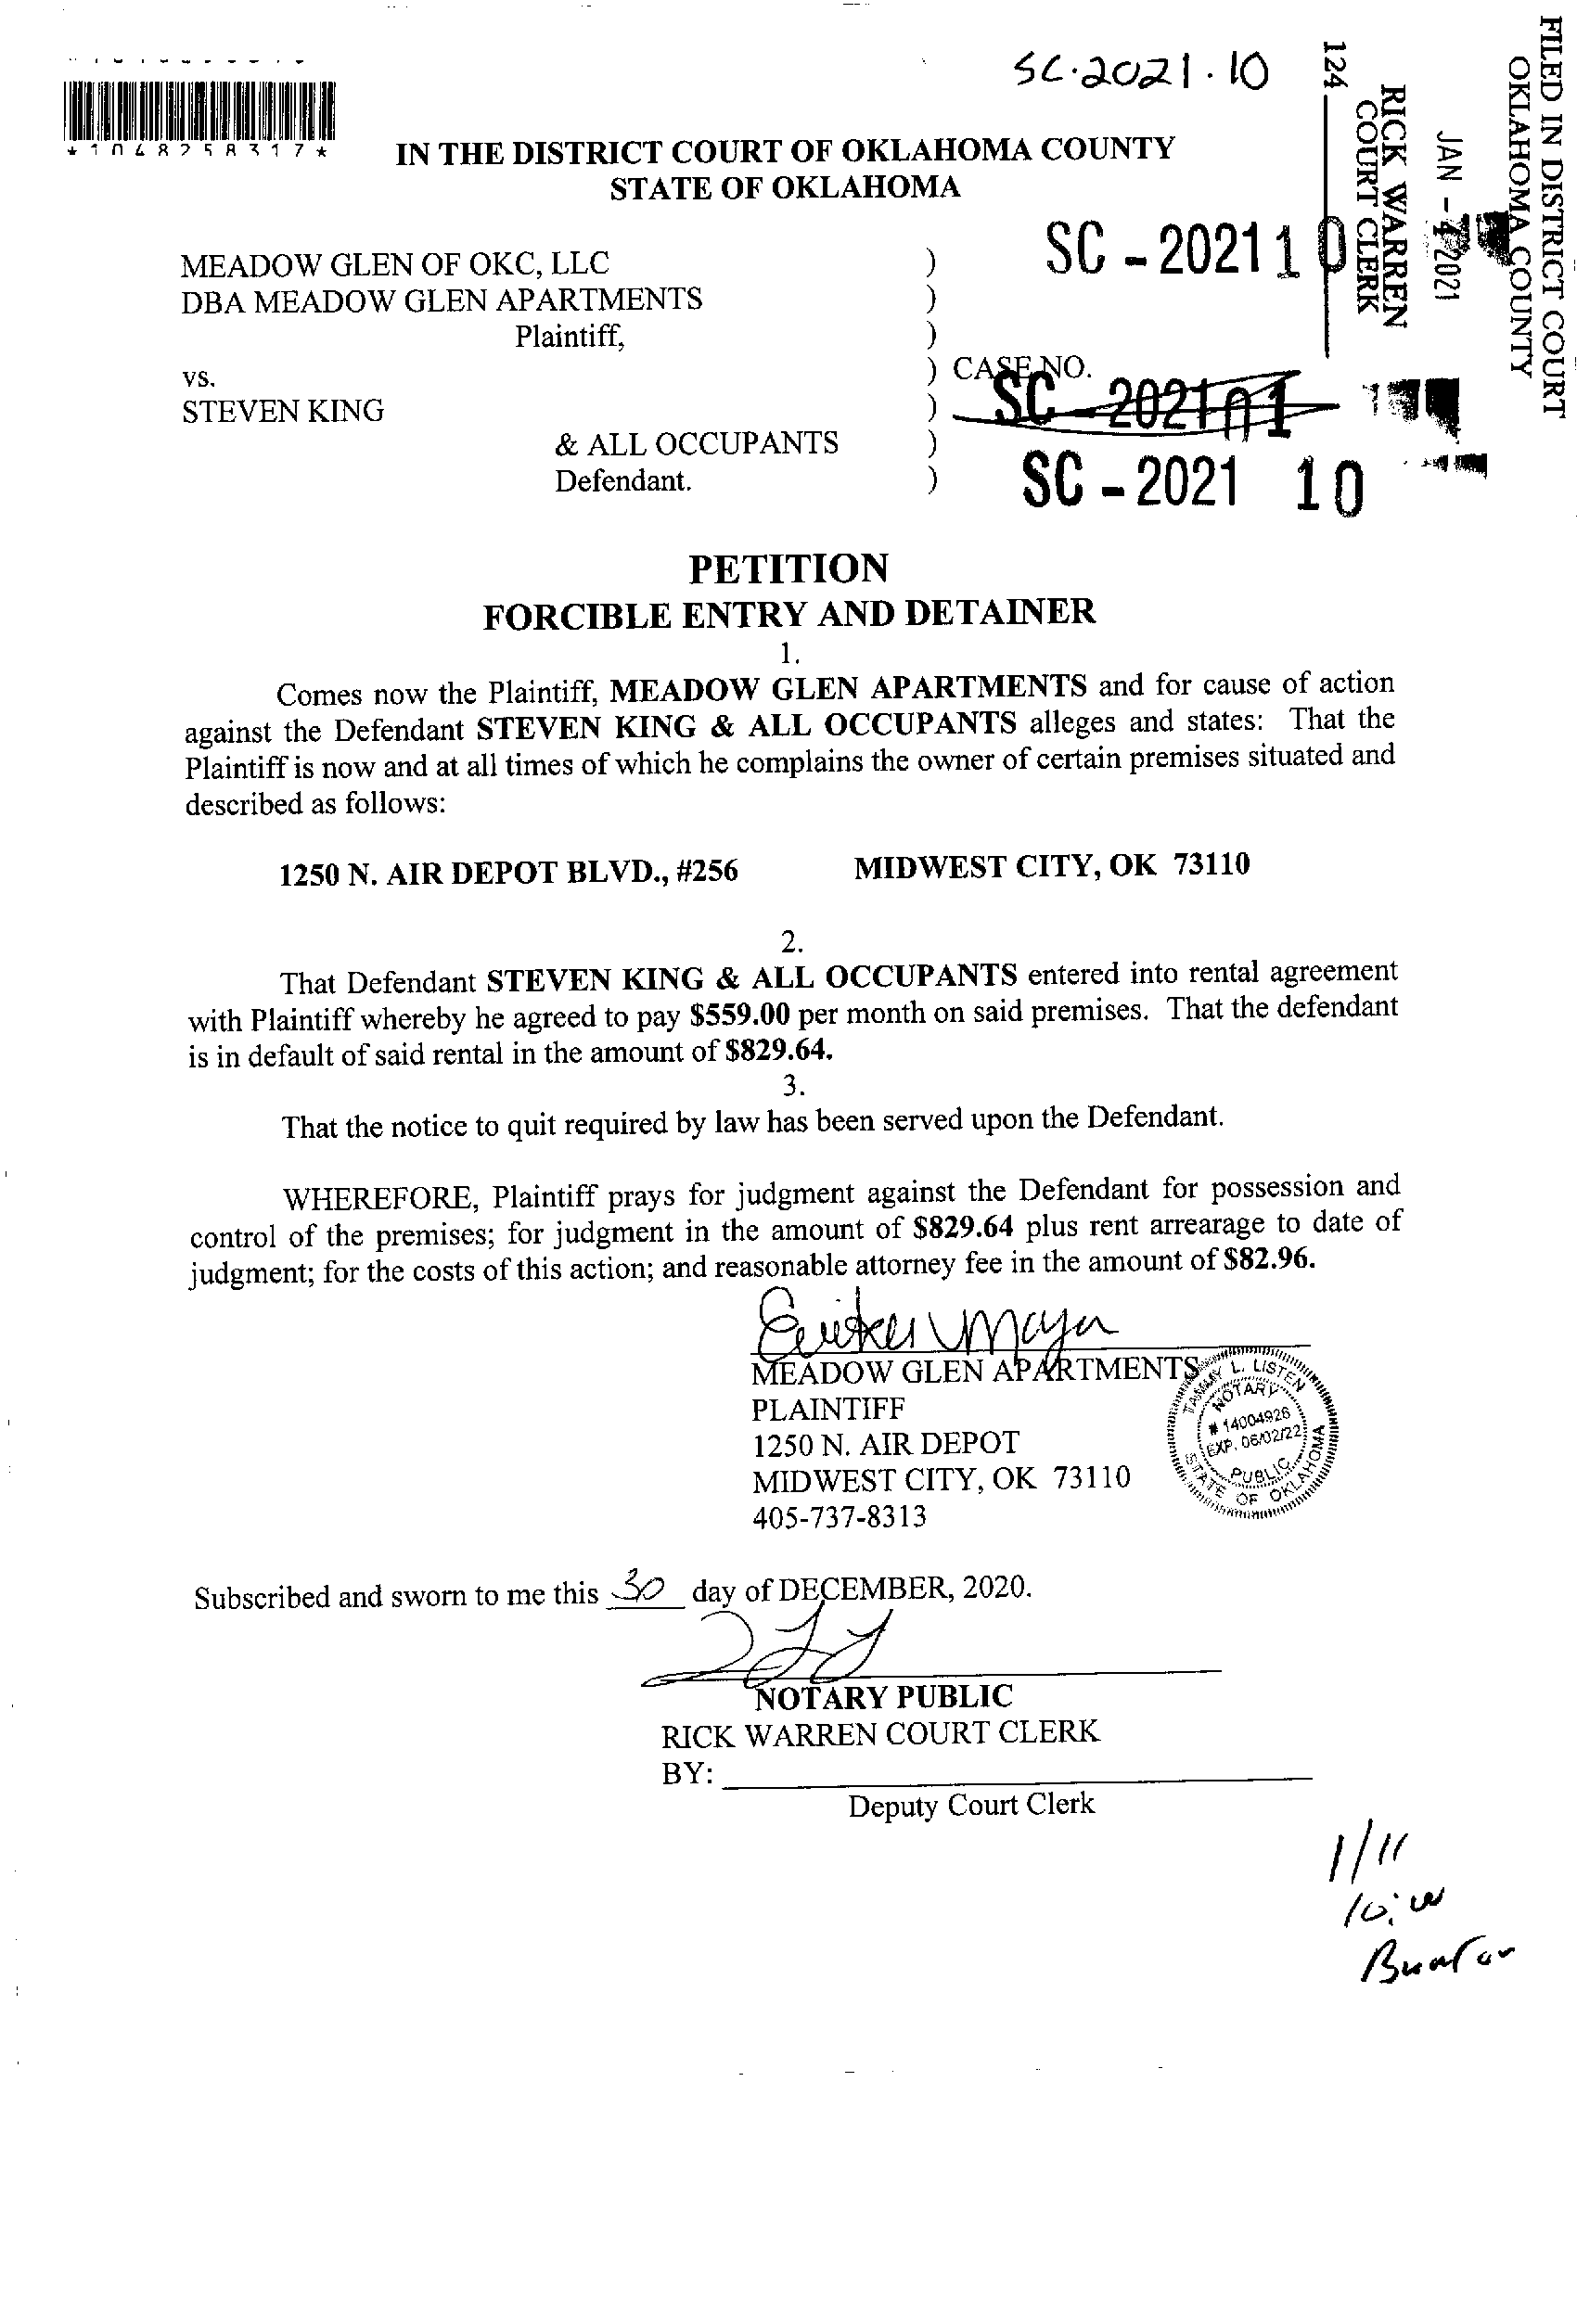 SC-2021-10
*1048258317*
FILED IN DISTRICT COURT
OKLAHOMA COUNTY
JAN - 4 2021
RICK WARREN
COURT CLERK
124
IN THE DISTRICT COURT OF OKLAHOMA COUNTY
STATE OF OKLAHOMA
SC - 2021 10
MEADOW GLEN OF OKC, LLC )
DBA MEADOW GLEN APARTMENTS )
Plaintiff, )
vs. ) CASE NO.
STEVEN KING ) SC - 2021 01
& ALL OCCUPANTS )
Defendant. ) SC - 2021 10
PETITION
FORCIBLE ENTRY AND DETAINER
1.
Comes now the Plaintiff, MEADOW GLEN APARTMENTS and for cause of action
against the Defendant STEVEN KING & ALL OCCUPANTS alleges and states: That the
Plaintiff is now and at all times of which he complains the owner of certain premises situated and
described as follows:
1250 N. AIR DEPOT BLVD., #256 MIDWEST CITY, OK 73110
2.
That Defendant STEVEN KING & ALL OCCUPANTS entered into rental agreement
with Plaintiff whereby he agreed to pay $559.00 per month on said premises. That the defendant
is in default of said rental in the amount of $829.64.
3.
That the notice to quit required by law has been served upon the Defendant.
WHEREFORE, Plaintiff prays for judgment against the Defendant for possession and
control of the premises; for judgment in the amount of $829.64 plus rent arrearage to date of
judgment; for the costs of this action; and reasonable attorney fee in the amount of $82.96.
MEADOW GLEN APARTMENTS
PLAINTIFF
1250 N. AIR DEPOT
MIDWEST CITY, OK 73110
405-737-8313
TAMMY L. LISTEN
NOTARY
# 14004926
EXP. 06/02/22
PUBLIC
STATE OF OKLAHOMA
Subscribed and sworn to me this 30 day of DECEMBER, 2020.
NOTARY PUBLIC
RICK WARREN COURT CLERK
BY:
Deputy Court Clerk
1/11